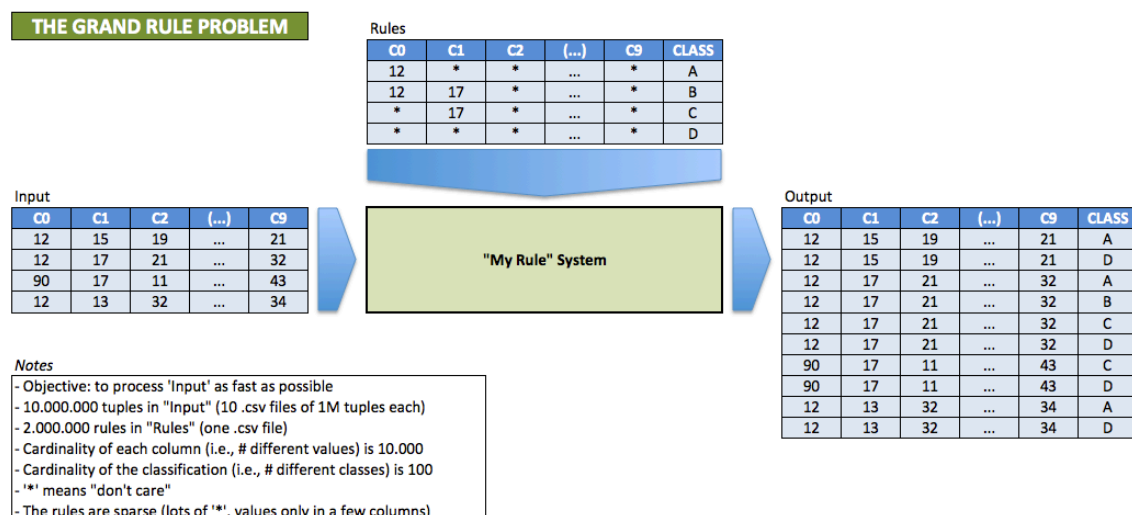 THE GRAND RULE PROBLEM
Rules
C0 C1 C2 (...) C9 CLASS
12 * * ... * A
12 17 * ... * B
* 17 * ... * C
* * * ... * D
Input
C0 C1 C2 (...) C9
12 15 19 ... 21
12 17 21 ... 32
90 17 11 ... 43
12 13 32 ... 34
"My Rule" System
Output
C0 C1 C2 (...) C9 CLASS
12 15 19 ... 21 A
12 15 19 ... 21 D
12 17 21 ... 32 A
12 17 21 ... 32 B
12 17 21 ... 32 C
12 17 21 ... 32 D
90 17 11 ... 43 C
90 17 11 ... 43 D
12 13 32 ... 34 A
12 13 32 ... 34 D
Notes
- Objective: to process 'Input' as fast as possible
- 10.000.000 tuples in "Input" (10 .csv files of 1M tuples each)
- 2.000.000 rules in "Rules" (one .csv file)
- Cardinality of each column (i.e., # different values) is 10.000
- Cardinality of the classification (i.e., # different classes) is 100
- '*' means "don't care"
- The rules are sparse (lots of '*', values only in a few columns)